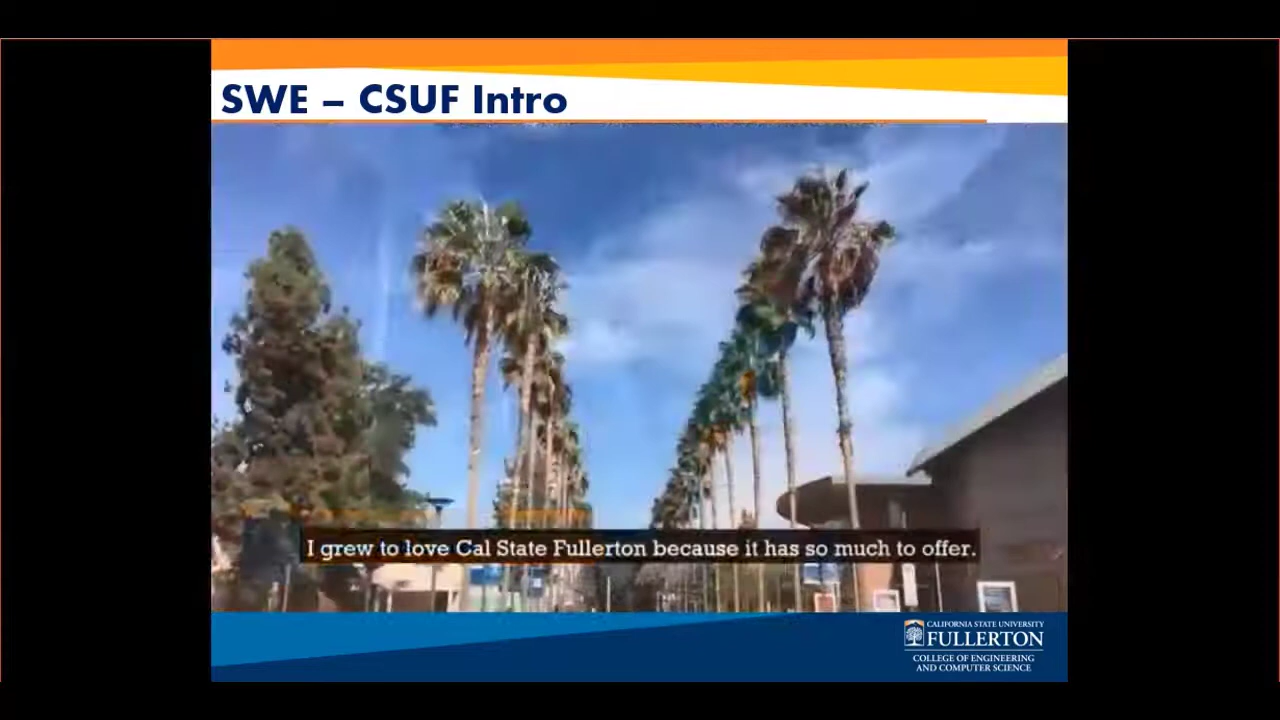 SWE – CSUF Intro
I grew to love Cal State Fullerton because it has so much to offer.
CALIFORNIA STATE UNIVERSITY
FULLERTON
COLLEGE OF ENGINEERING
AND COMPUTER SCIENCE